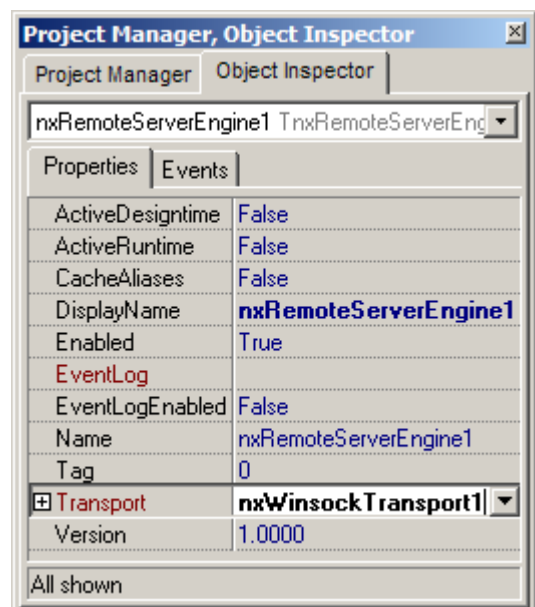 Project Manager, Object Inspector
Project Manager Object Inspector
nxRemoteServerEngine1 TnxRemoteServerEng
Properties Events
ActiveDesigntime False
ActiveRuntime False
CacheAliases False
DisplayName nxRemoteServerEngine1
Enabled True
EventLog
EventLogEnabled False
Name nxRemoteServerEngine1
Tag 0
Transport nxWinsockTransport1
Version 1.0000
All shown